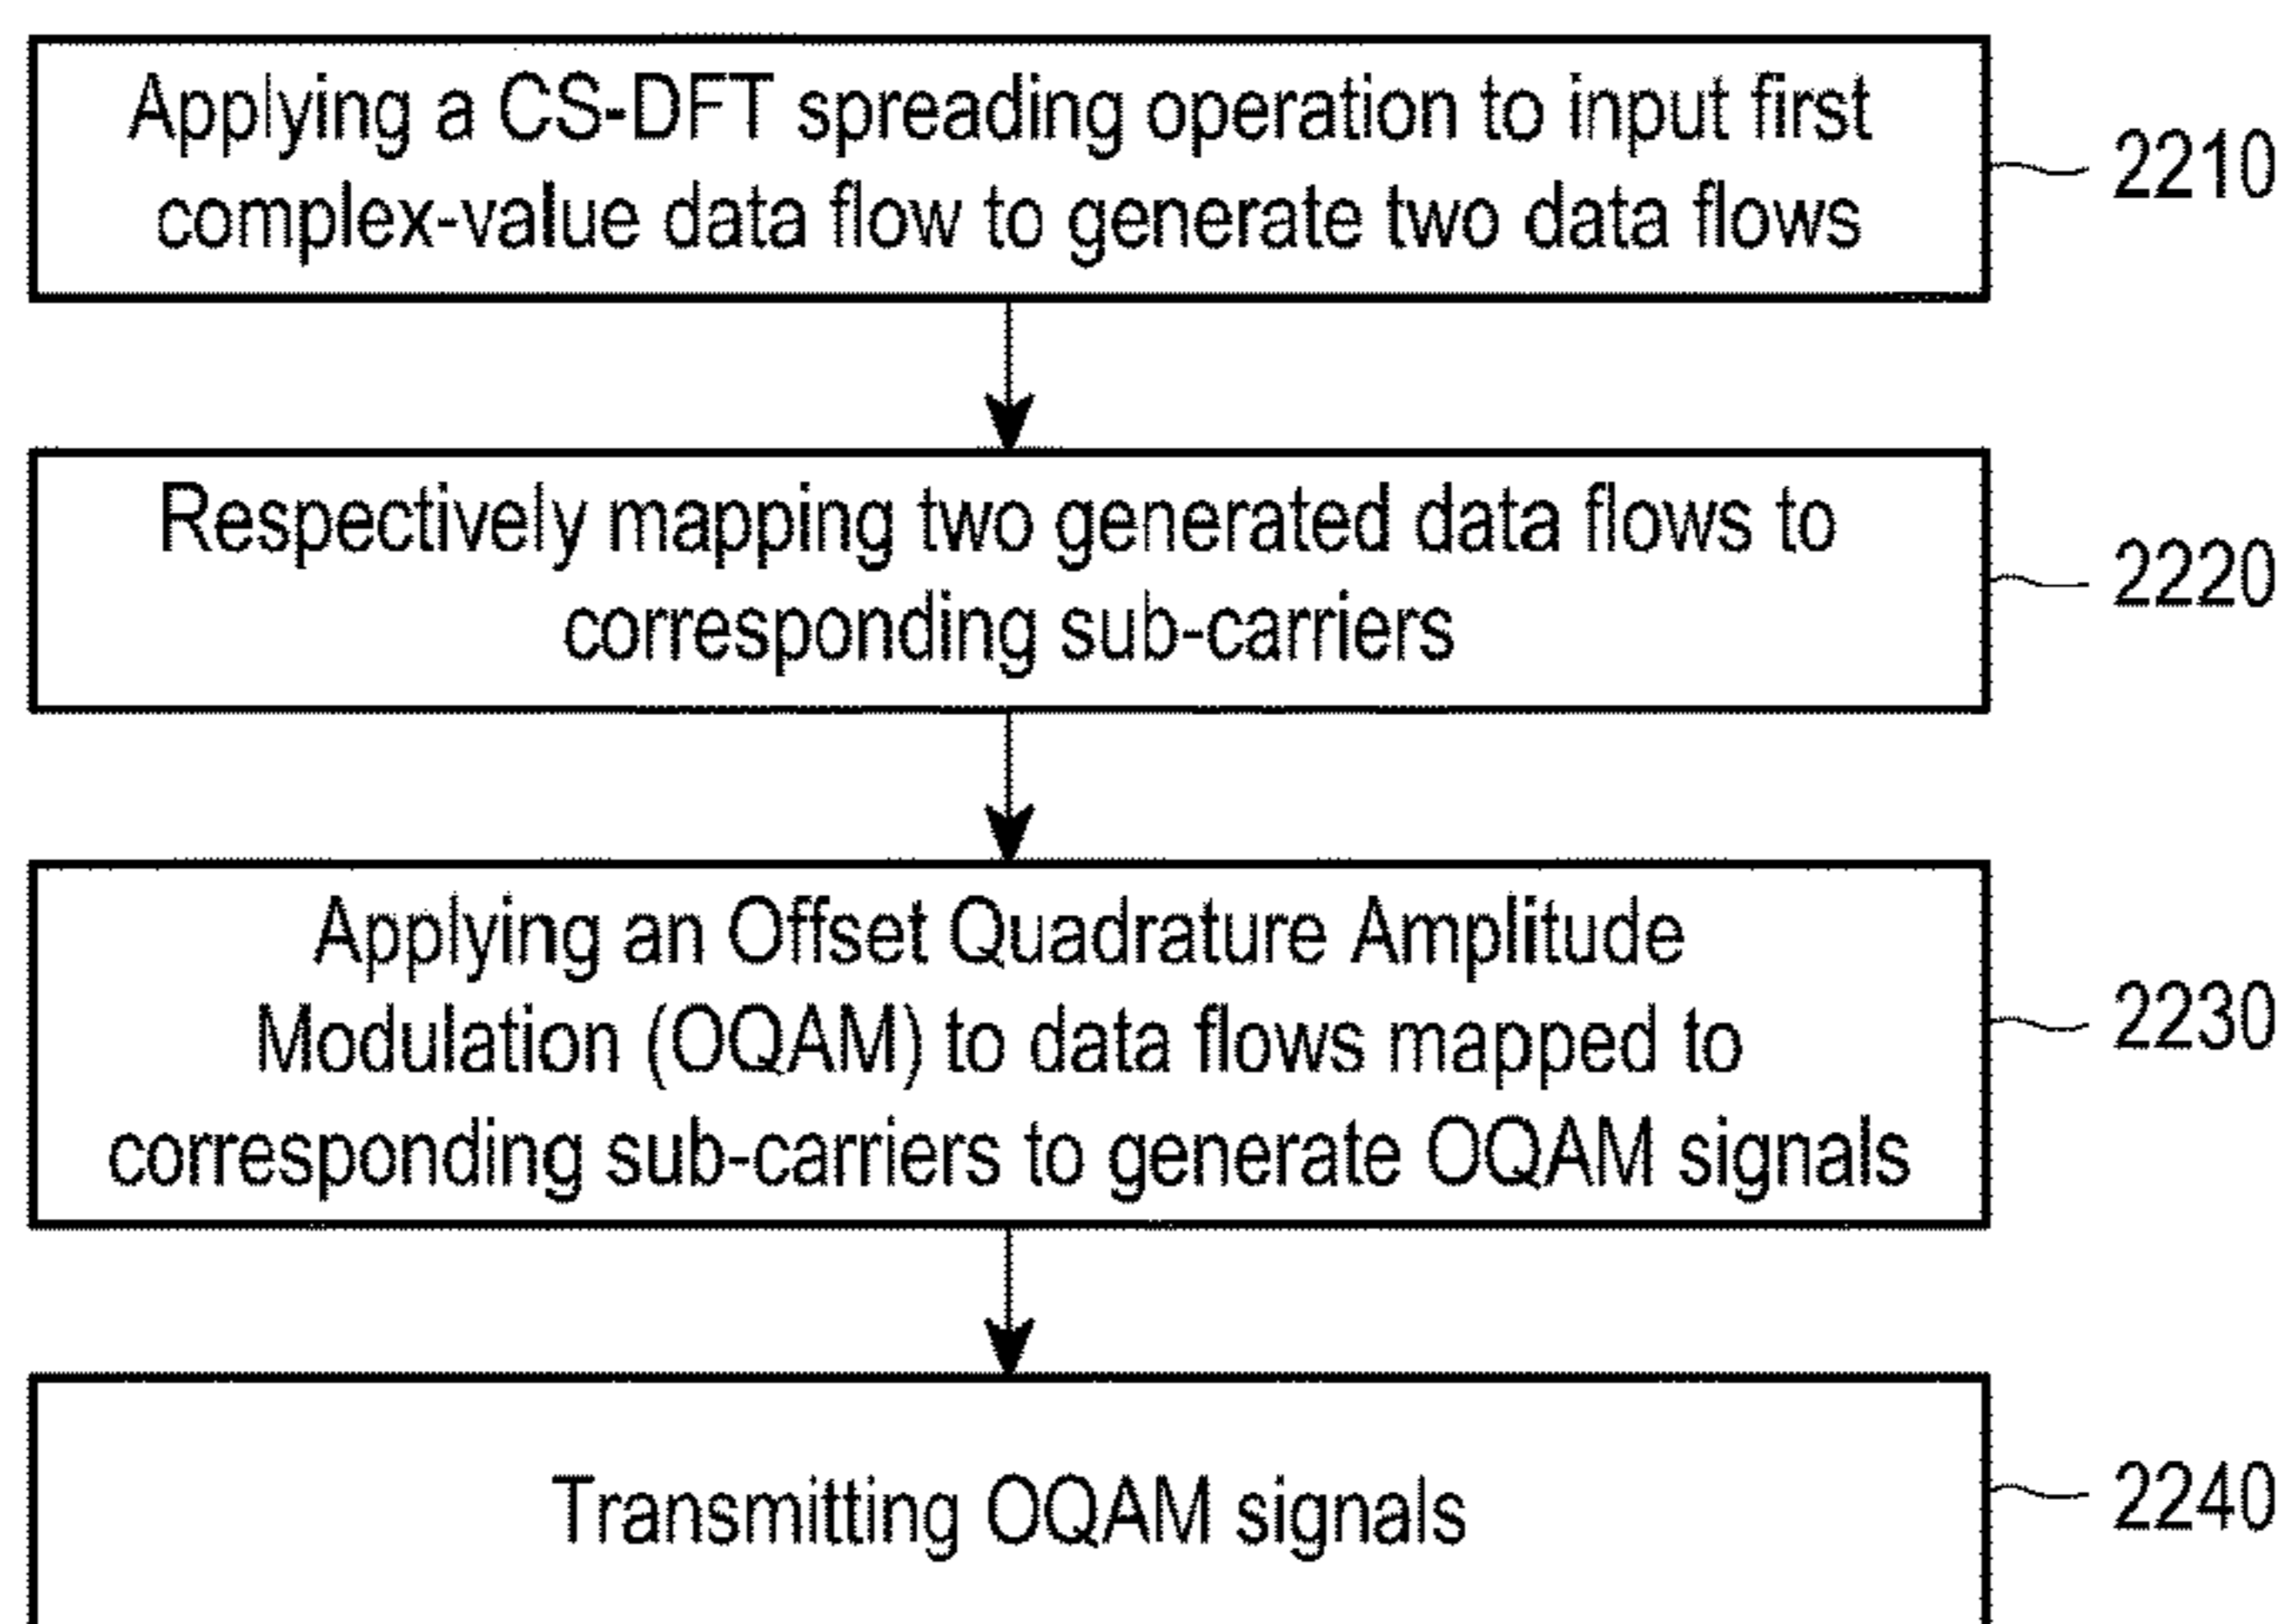 Applying a CS-DFT spreading operation to input first
complex-value data flow to generate two data flows
2210
Respectively mapping two generated data flows to
corresponding sub-carriers
2220
Applying an Offset Quadrature Amplitude
Modulation (OQAM) to data flows mapped to
corresponding sub-carriers to generate OQAM signals
2230
Transmitting OQAM signals
2240